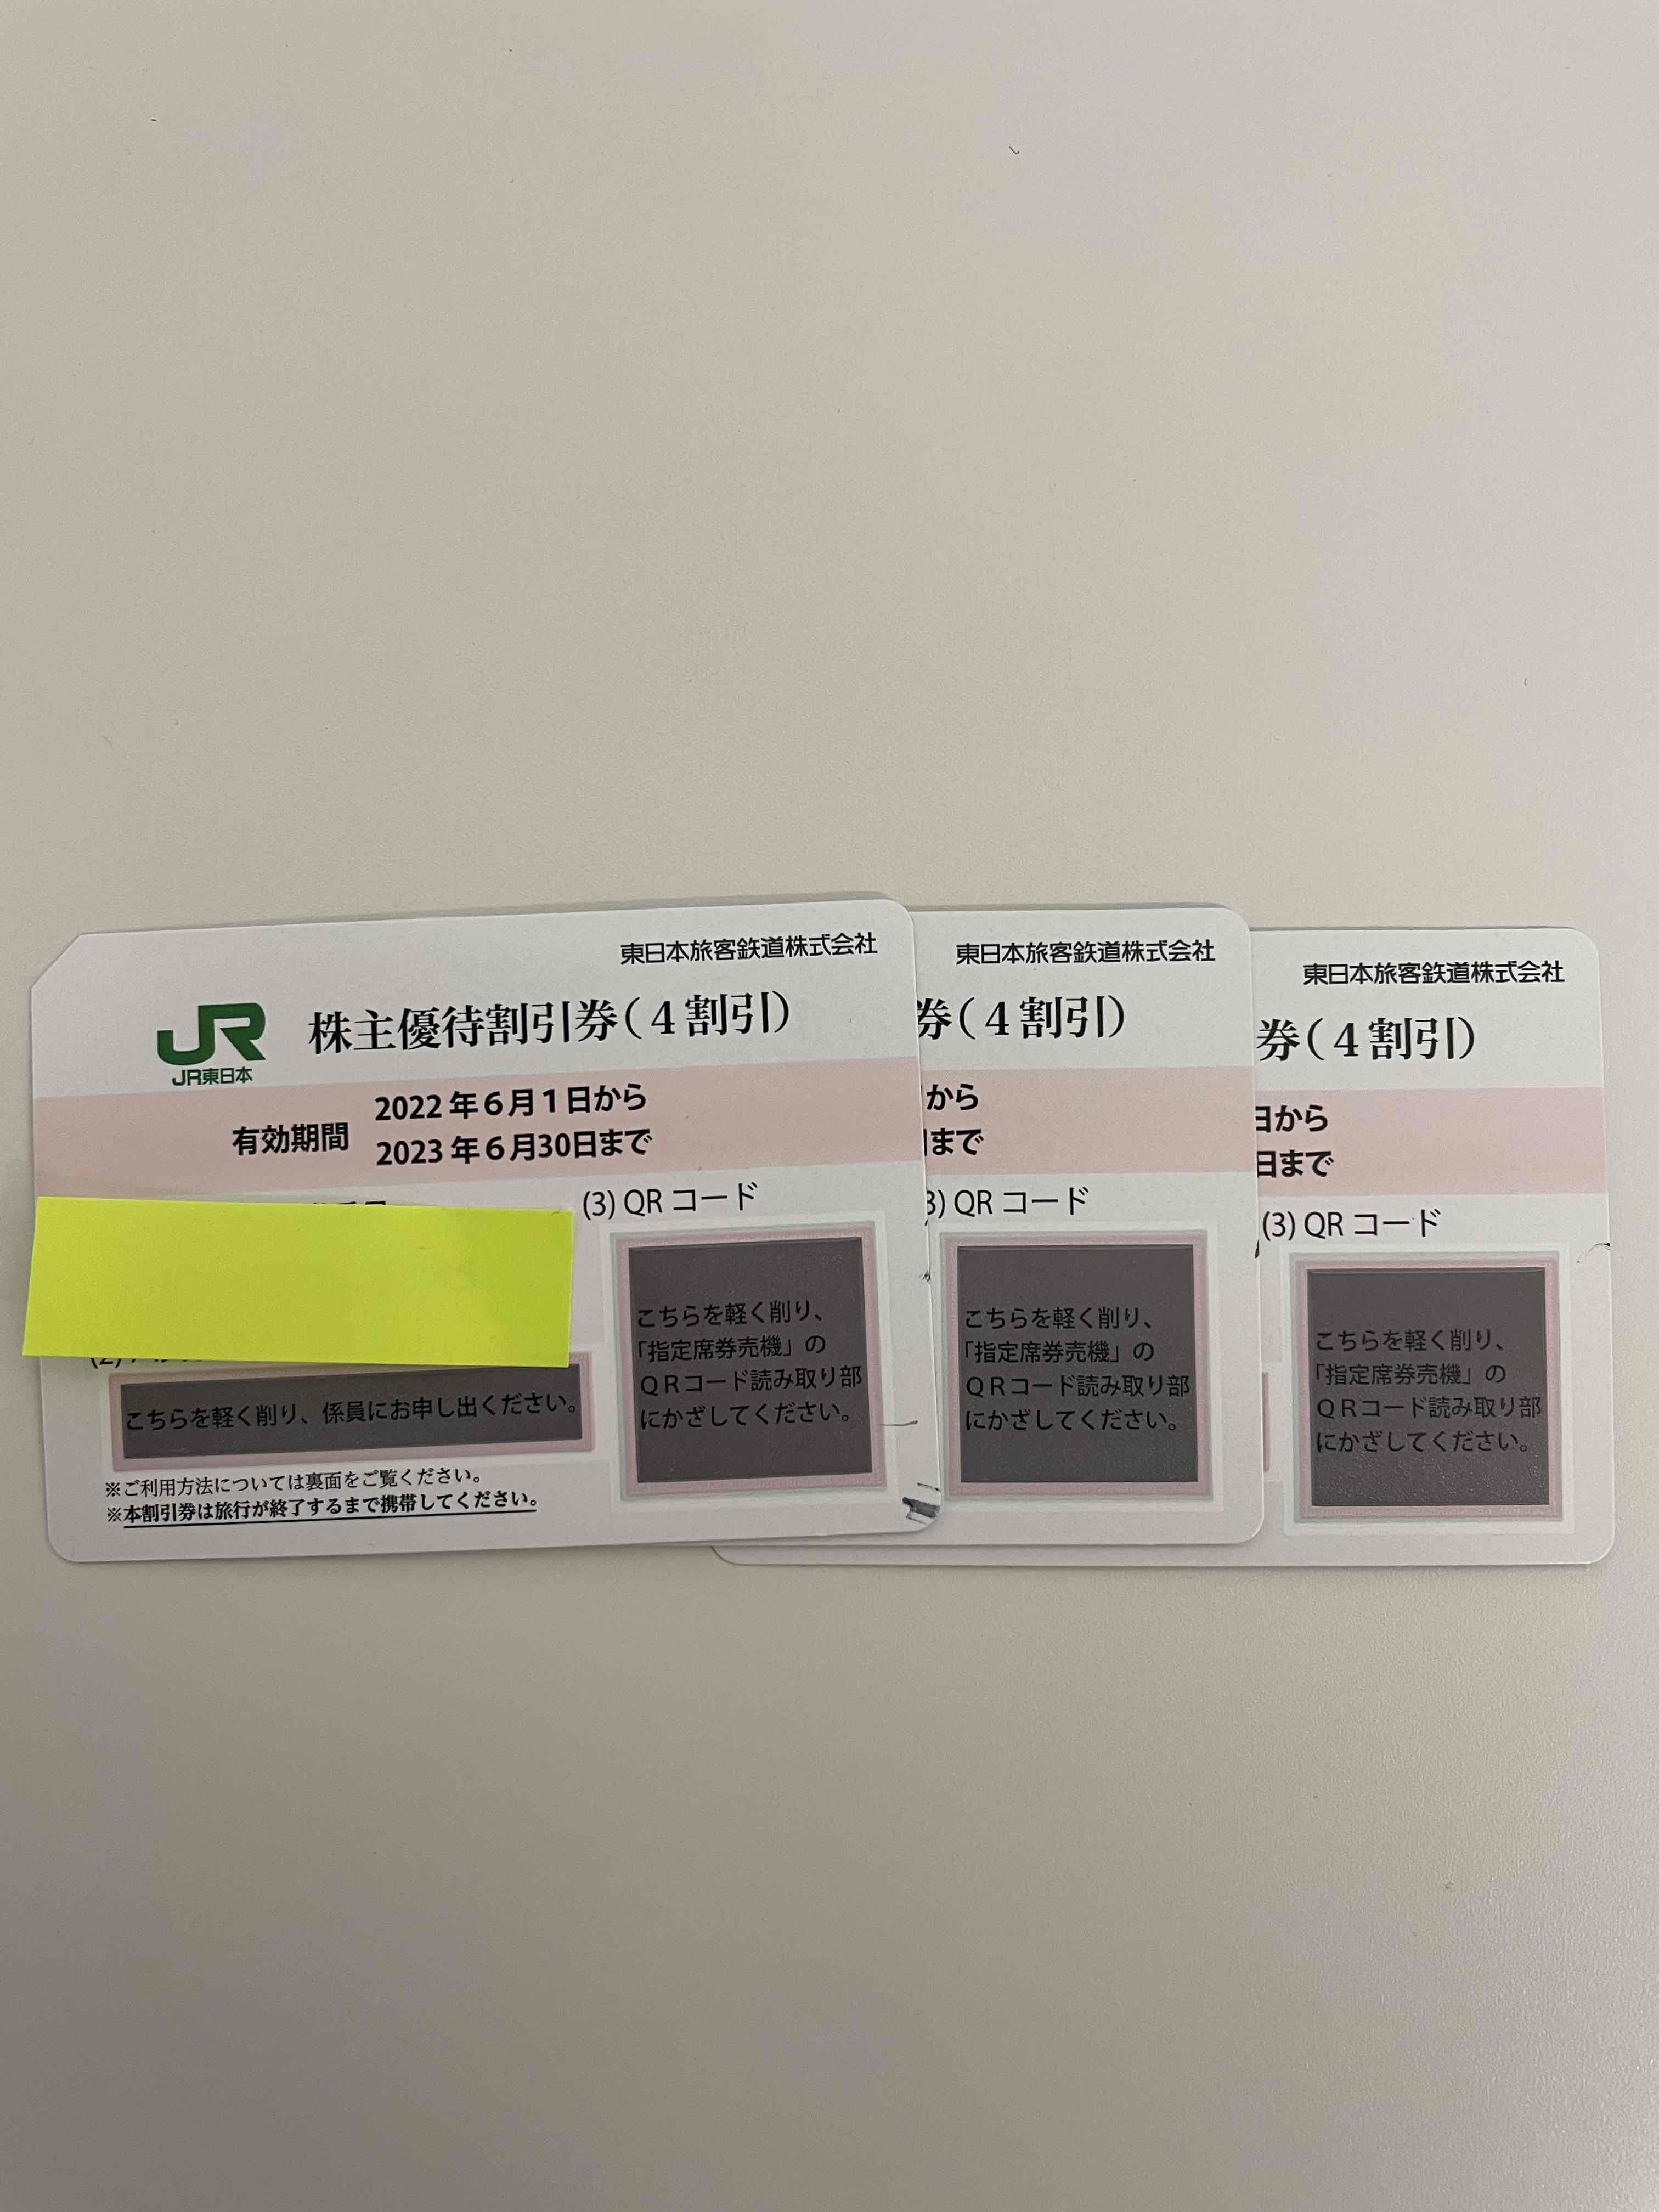 東日本旅客鉄道株式会社
JR
JR東日本
株主優待割引券(4割引)
有効期間
2022年6月1日から
2023年6月30日まで
(3) QR コード
こちらを軽く削り、
「指定席券売機」の
QRコード読み取り部
にかざしてください。
こちらを軽く削り、係員にお申し出ください。
※ご利用方法については裏面をご覧ください。
※本割引券は旅行が終了するまで携帯してください。
東日本旅客鉄道株式会社
券(4割引)
から
まで
3) QR コード
こちらを軽く削り、
「指定席券売機」の
QRコード読み取り部
にかざしてください。
東日本旅客鉄道株式会社
券(4割引)
日から
日まで
(3) QR コード
こちらを軽く削り、
「指定席券売機」の
QRコード読み取り部
にかざしてください。